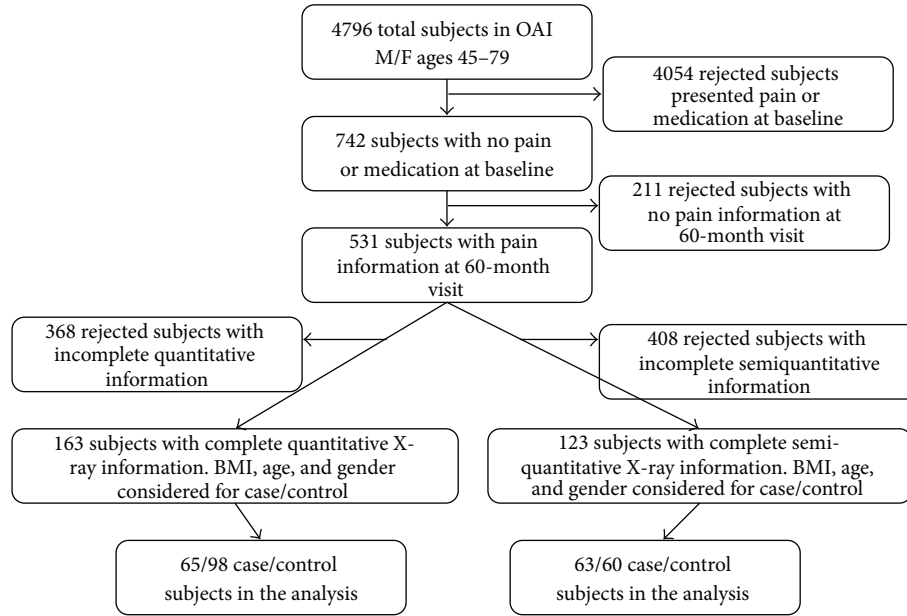 4796 total subjects in OAI
M/F ages 45–79
4054 rejected subjects
presented pain or
medication at baseline
742 subjects with no pain
or medication at baseline
211 rejected subjects with
no pain information at
60-month visit
531 subjects with pain
information at 60-month
visit
368 rejected subjects with
incomplete quantitative
information
408 rejected subjects with
incomplete semiquantitative
information
163 subjects with complete quantitative X-
ray information. BMI, age, and gender
considered for case/control
123 subjects with complete semi-
quantitative X-ray information. BMI, age,
and gender considered for case/control
65/98 case/control
subjects in the analysis
63/60 case/control
subjects in the analysis